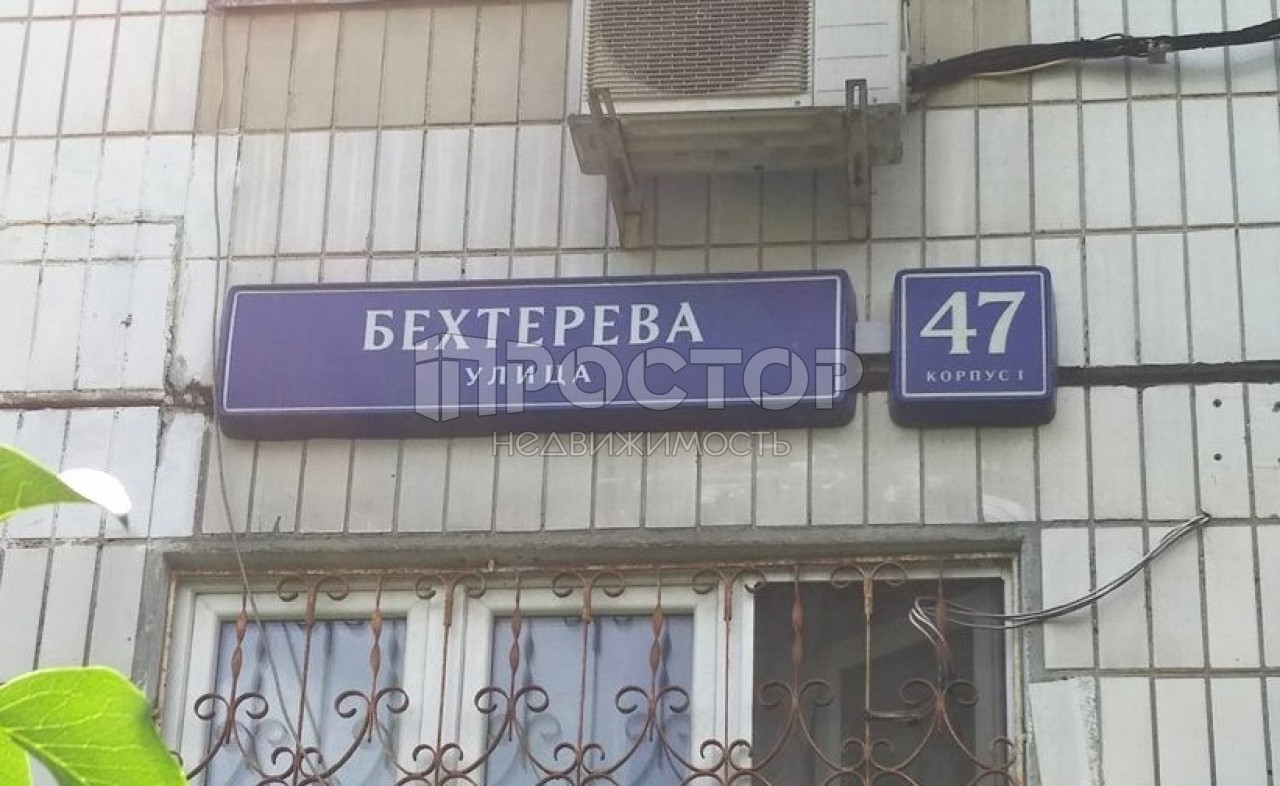 БЕХТЕРЕВА
УЛИЦА
47
КОРПУС 1
ПРОСТОР
НЕДВИЖИМОСТЬ